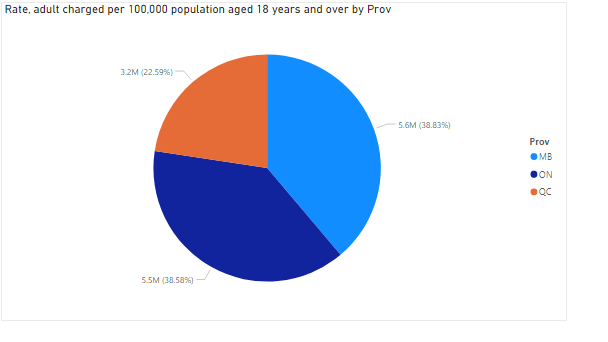 Rate, adult charged per 100,000 population aged 18 years and over by Prov
3.2M (22.59%)
5.6M (38.83%)
Prov
MB
ON
QC
5.5M (38.58%)